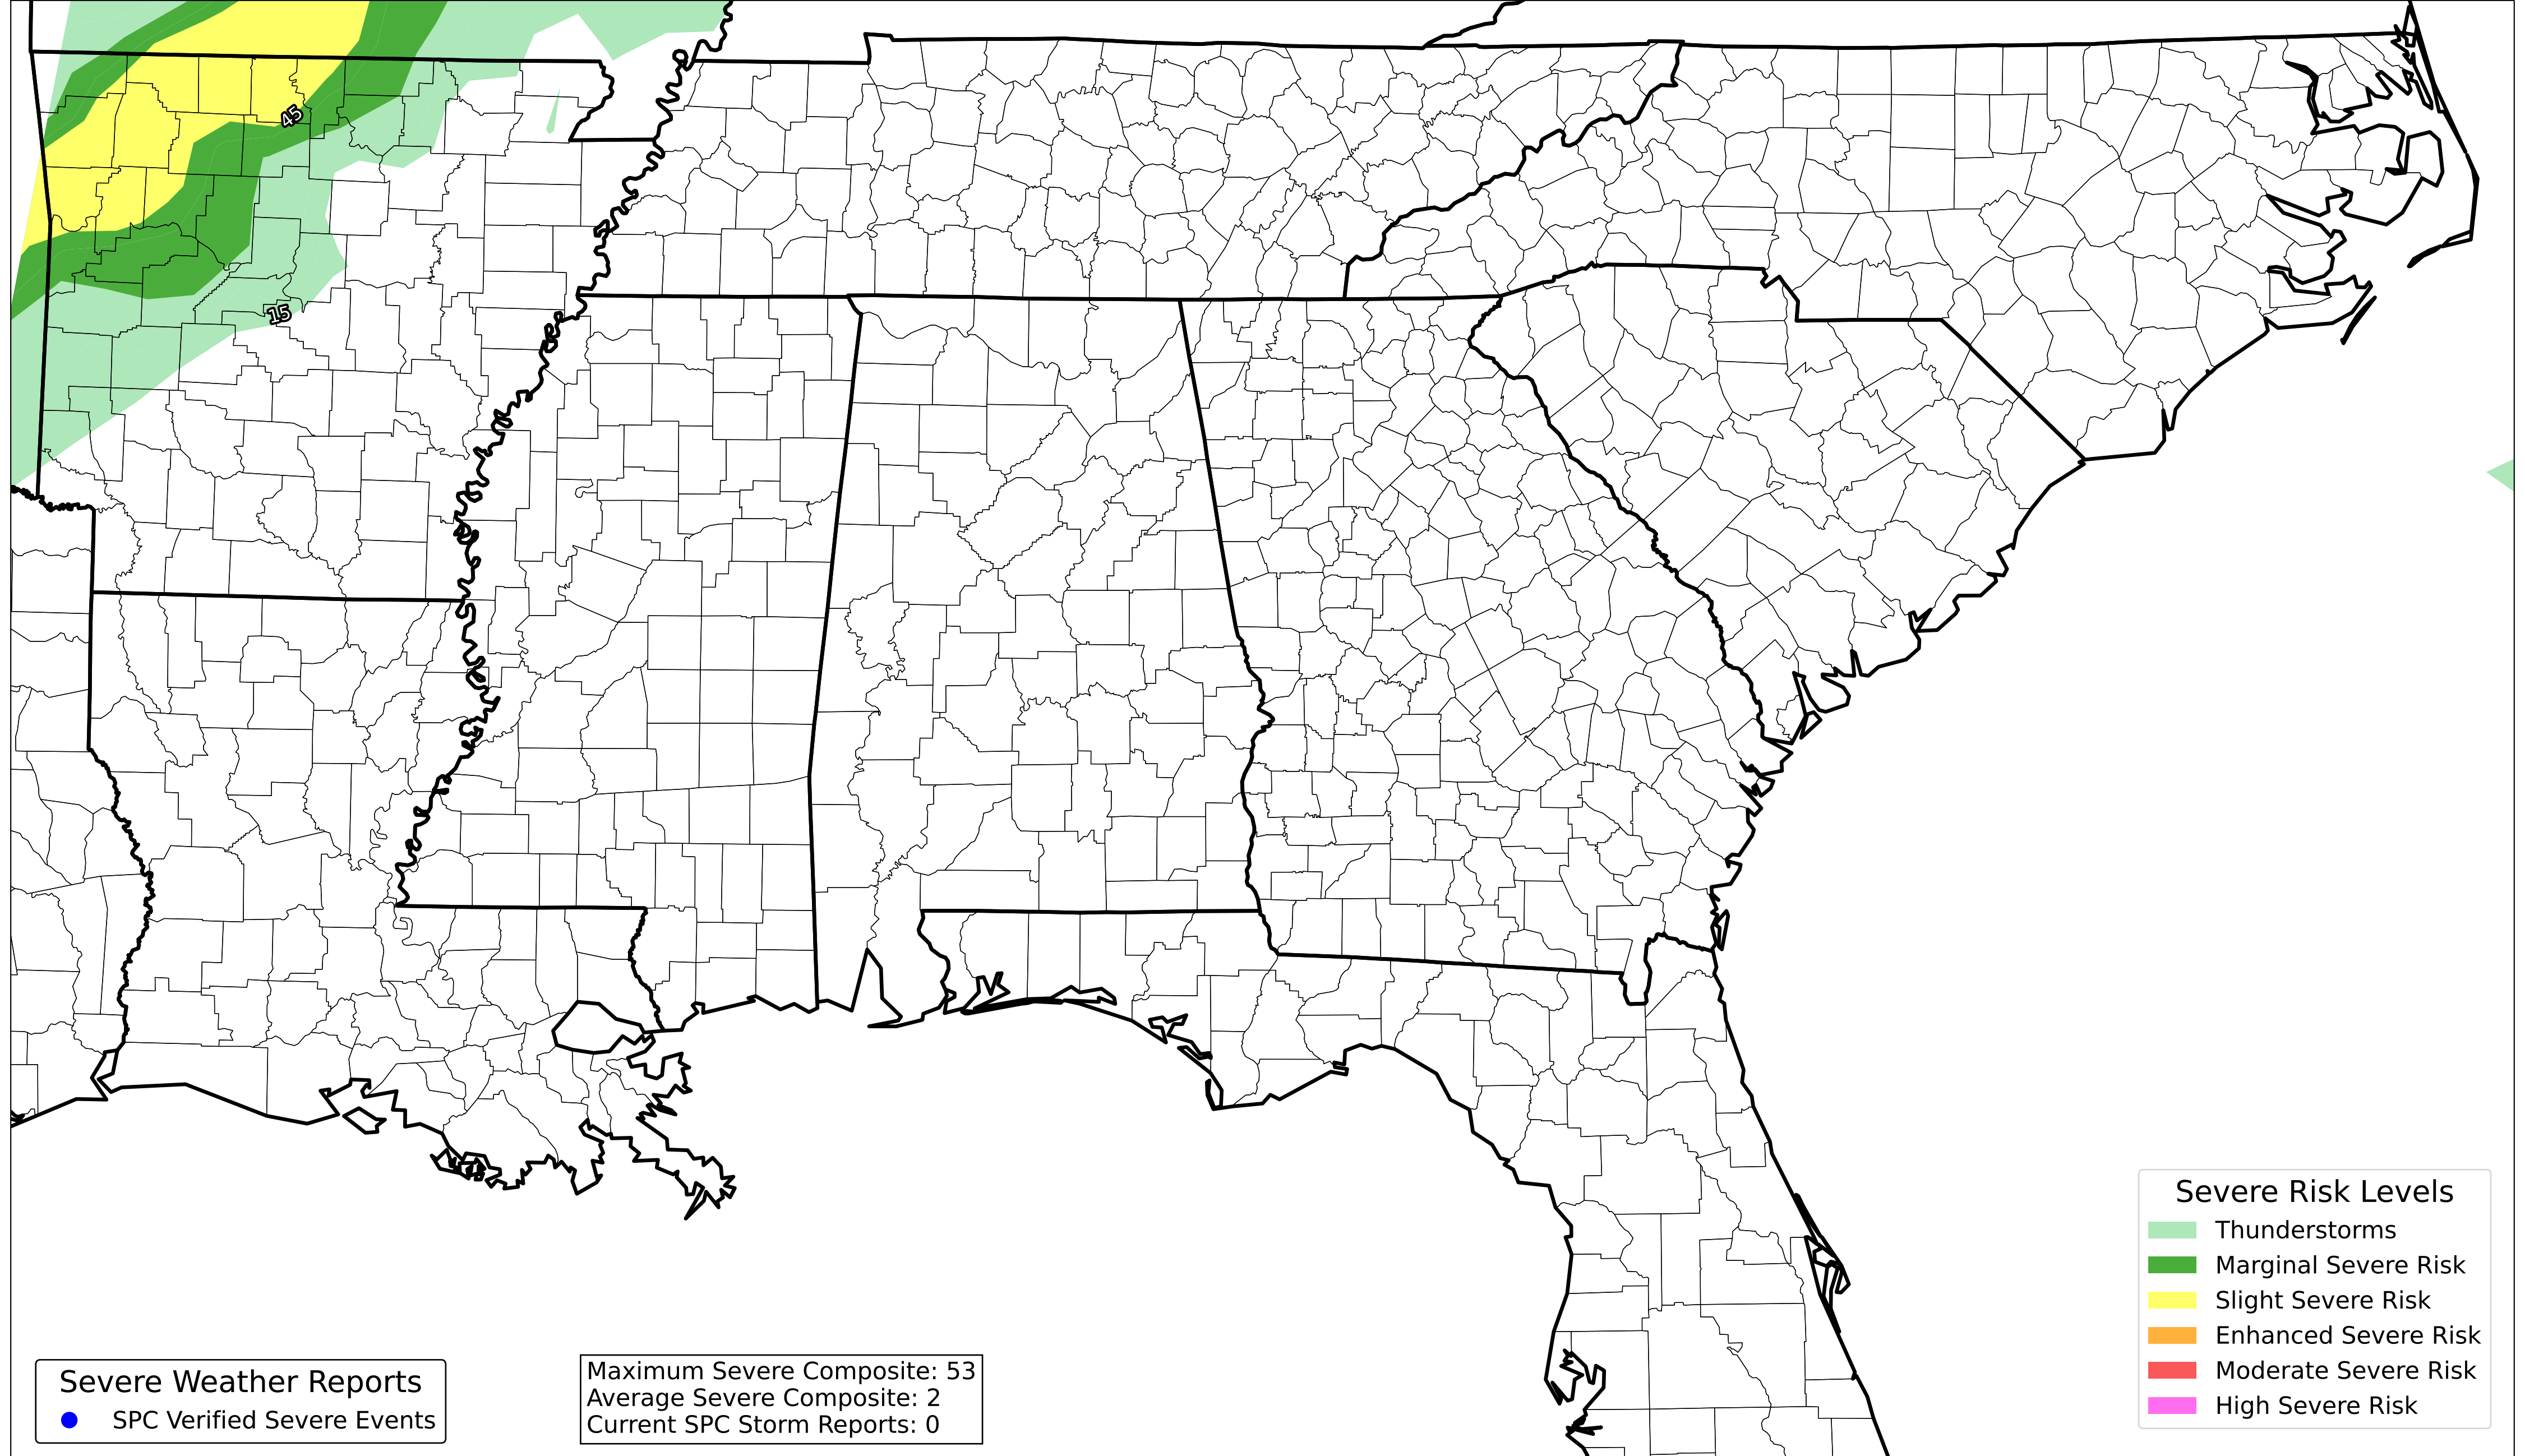 45
15
Severe Risk Levels
Thunderstorms
Marginal Severe Risk
Slight Severe Risk
Enhanced Severe Risk
Moderate Severe Risk
High Severe Risk
Severe Weather Reports
SPC Verified Severe Events
Maximum Severe Composite: 53
Average Severe Composite: 2
Current SPC Storm Reports: 0